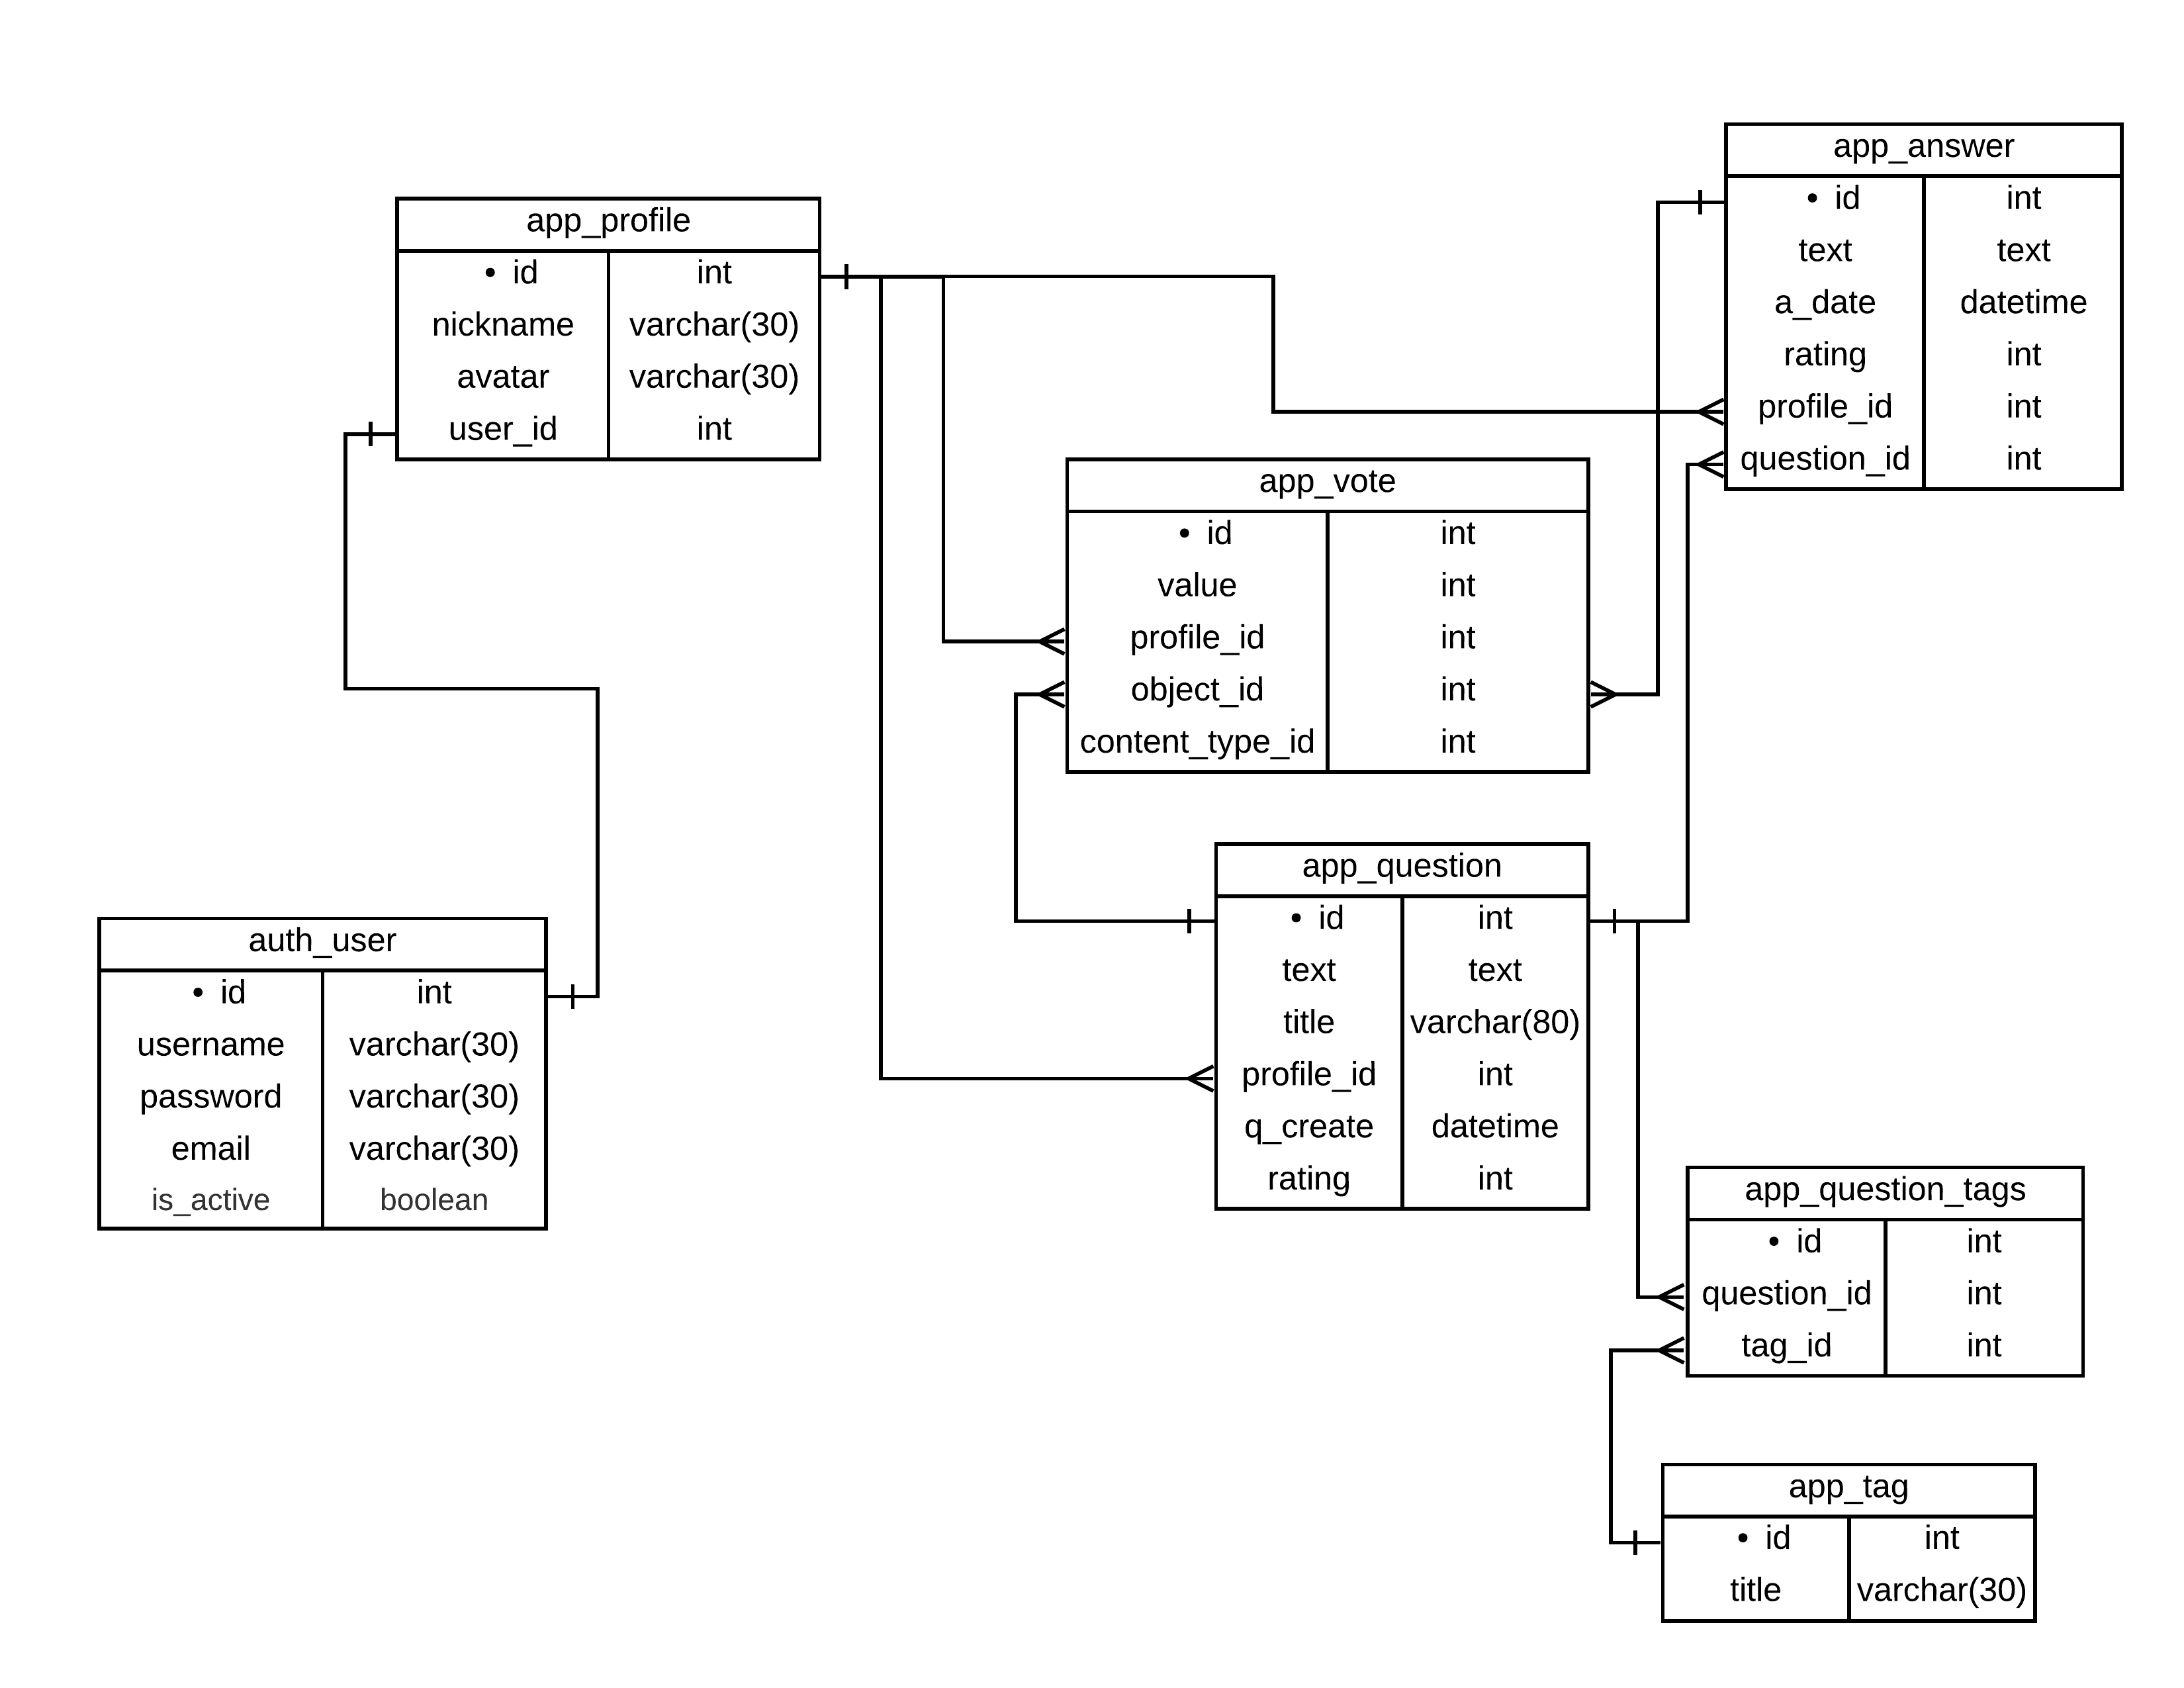 app_answer
• id int
text text
a_date datetime
rating int
profile_id int
question_id int
app_profile
• id int
nickname varchar(30)
avatar varchar(30)
user_id int
app_vote
• id int
value int
profile_id int
object_id int
content_type_id int
app_question
• id int
text text
title varchar(80)
profile_id int
q_create datetime
rating int
auth_user
• id int
username varchar(30)
password varchar(30)
email varchar(30)
is_active boolean
app_question_tags
• id int
question_id int
tag_id int
app_tag
• id int
title varchar(30)